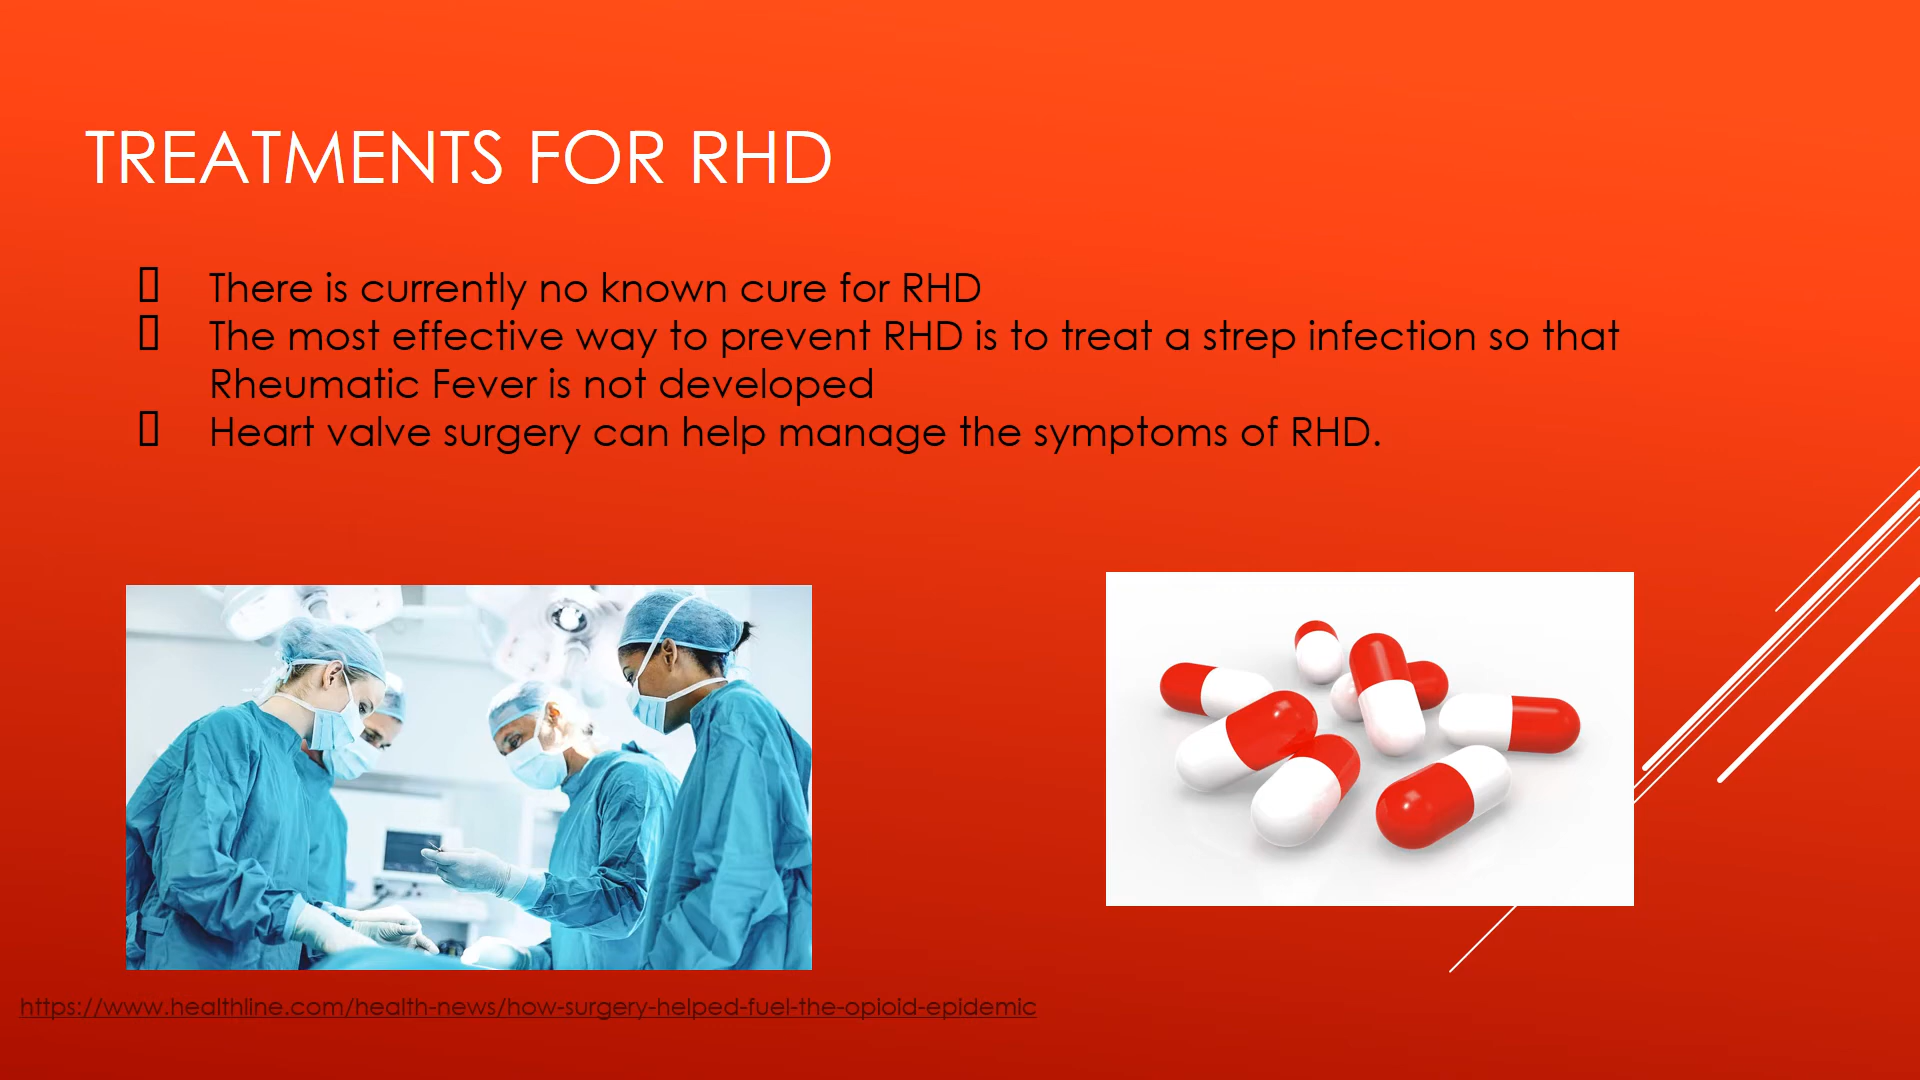 TREATMENTS FOR RHD
There is currently no known cure for RHD
The most effective way to prevent RHD is to treat a strep infection so that
Rheumatic Fever is not developed
Heart valve surgery can help manage the symptoms of RHD.
https://www.healthline.com/health-news/how-surgery-helped-fuel-the-opioid-epidemic